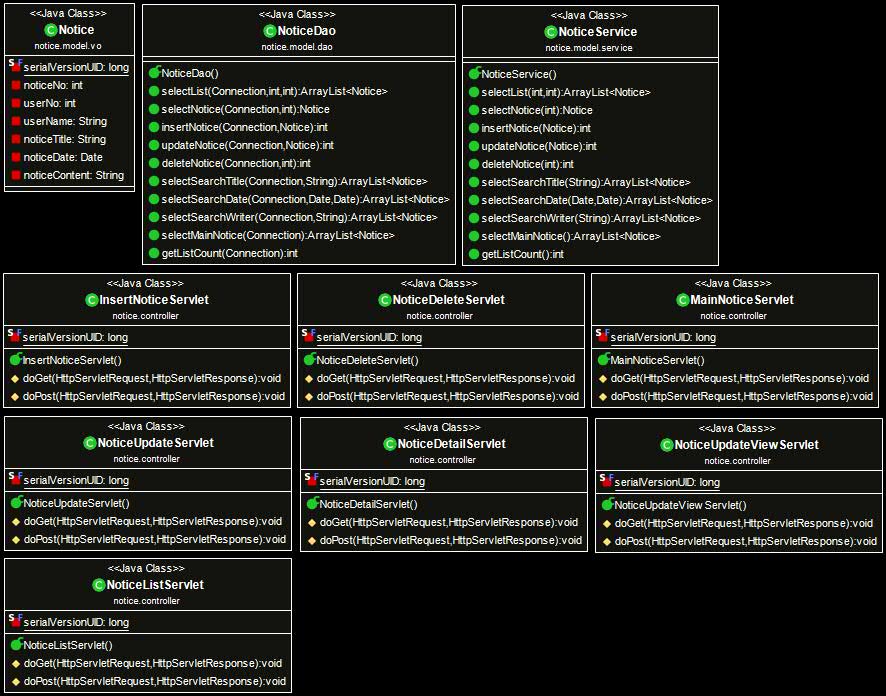 <<Java Class>>
Notice
notice.model.vo
serialVersionUID: long
noticeNo: int
userNo: int
userName: String
noticeTitle: String
noticeDate: Date
noticeContent: String
<<Java Class>>
NoticeDao
notice.model.dao
NoticeDao()
selectList(Connection,int,int):ArrayList<Notice>
selectNotice(Connection,int):Notice
insertNotice(Connection,Notice):int
updateNotice(Connection,Notice):int
deleteNotice(Connection,int):int
selectSearchTitle(Connection,String):ArrayList<Notice>
selectSearchDate(Connection,Date,Date):ArrayList<Notice>
selectSearchWriter(Connection,String):ArrayList<Notice>
selectMainNotice(Connection):ArrayList<Notice>
getListCount(Connection):int
<<Java Class>>
NoticeService
notice.model.service
NoticeService()
selectList(int,int):ArrayList<Notice>
selectNotice(int):Notice
insertNotice(Notice):int
updateNotice(Notice):int
deleteNotice(int):int
selectSearchTitle(String):ArrayList<Notice>
selectSearchDate(Date,Date):ArrayList<Notice>
selectSearchWriter(String):ArrayList<Notice>
selectMainNotice():ArrayList<Notice>
getListCount():int
<<Java Class>>
InsertNoticeServlet
notice.controller
serialVersionUID: long
InsertNoticeServlet()
doGet(HttpServletRequest,HttpServletResponse):void
doPost(HttpServletRequest,HttpServletResponse):void
<<Java Class>>
NoticeDeleteServlet
notice.controller
serialVersionUID: long
NoticeDeleteServlet()
doGet(HttpServletRequest,HttpServletResponse):void
doPost(HttpServletRequest,HttpServletResponse):void
<<Java Class>>
MainNoticeServlet
notice.controller
serialVersionUID: long
MainNoticeServlet()
doGet(HttpServletRequest,HttpServletResponse):void
doPost(HttpServletRequest,HttpServletResponse):void
<<Java Class>>
NoticeUpdateServlet
notice.controller
serialVersionUID: long
NoticeUpdateServlet()
doGet(HttpServletRequest,HttpServletResponse):void
doPost(HttpServletRequest,HttpServletResponse):void
<<Java Class>>
NoticeDetailServlet
notice.controller
serialVersionUID: long
NoticeDetailServlet()
doGet(HttpServletRequest,HttpServletResponse):void
doPost(HttpServletRequest,HttpServletResponse):void
<<Java Class>>
NoticeUpdateViewServlet
notice.controller
serialVersionUID: long
NoticeUpdateViewServlet()
doGet(HttpServletRequest,HttpServletResponse):void
doPost(HttpServletRequest,HttpServletResponse):void
<<Java Class>>
NoticeListServlet
notice.controller
serialVersionUID: long
NoticeListServlet()
doGet(HttpServletRequest,HttpServletResponse):void
doPost(HttpServletRequest,HttpServletResponse):void